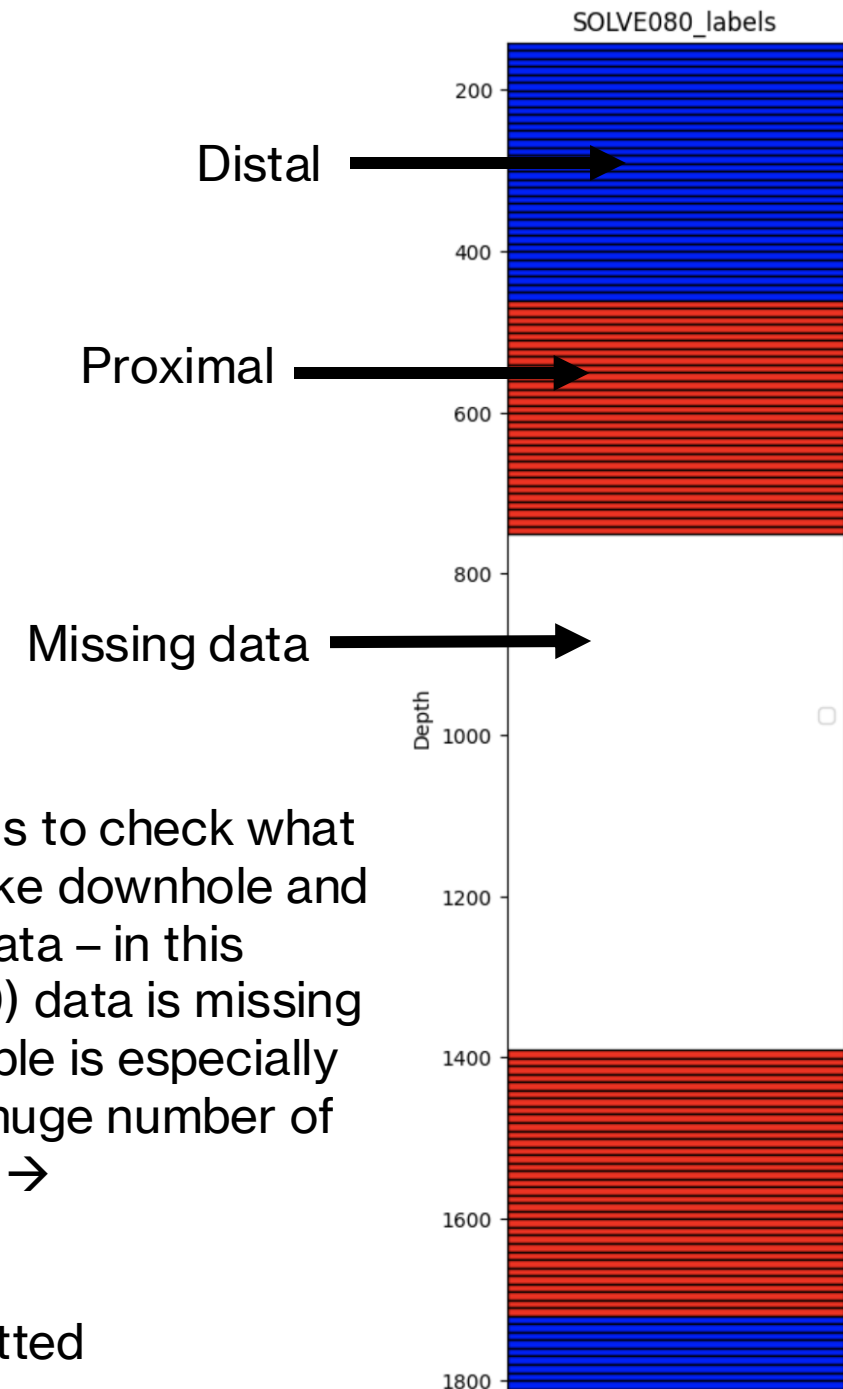 SOLVE080_labels
200
Distal
400
Proximal
600
800
Missing data
Depth
1000
s to check what
ke downhole and
1200
ata – in this
) data is missing
ple is especially
1400
huge number of
→
1600
tted
1800